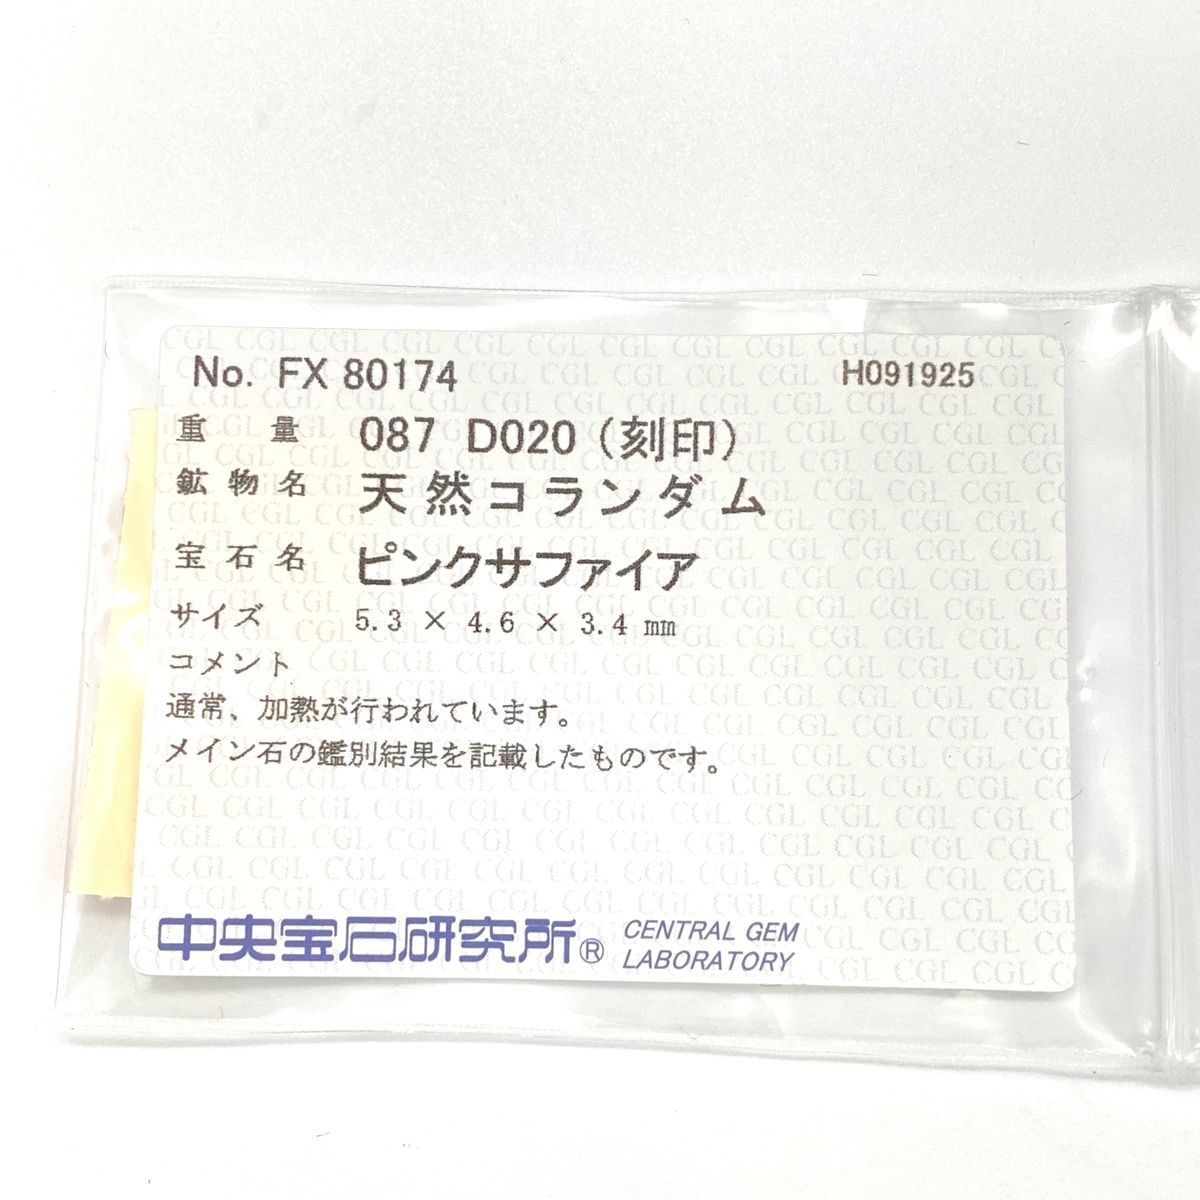 No. FX 80174 H091925
重量 087 D020 (刻印)
鉱物名 天然コランダム
宝石名 ピンクサファイア
サイズ 5.3 × 4.6 × 3.4 mm
コメント
通常、加熱が行われています。
メイン石の鑑別結果を記載したものです。
中央宝石研究所® CENTRAL GEM
LABORATORY